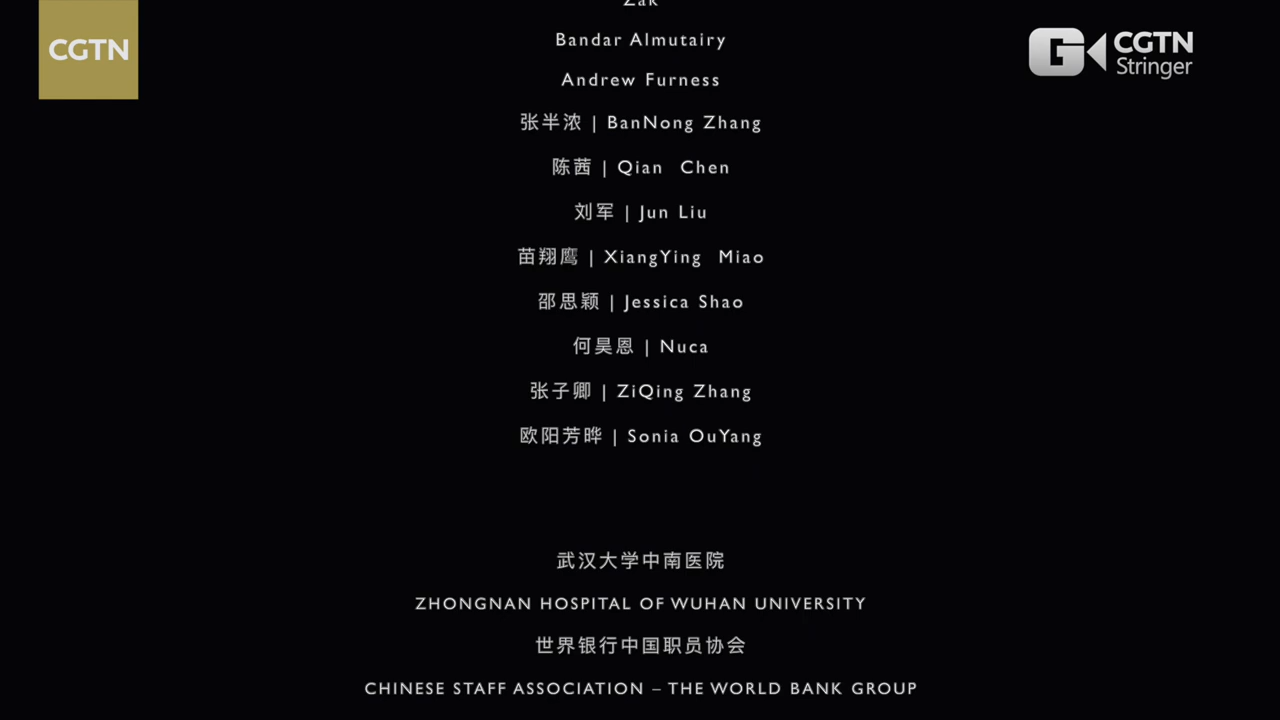 Zak
CGTN
CGTN
Stringer
Bandar Almutairy
Andrew Furness
张半浓 | BanNong Zhang
陈茜 | Qian Chen
刘军 | Jun Liu
苗翔鹰 | XiangYing Miao
邵思颖 | Jessica Shao
何昊恩 | Nuca
张子卿 | ZiQing Zhang
欧阳芳晔 | Sonia OuYang
武汉大学中南医院
ZHONGNAN HOSPITAL OF WUHAN UNIVERSITY
世界银行中国职员协会
CHINESE STAFF ASSOCIATION – THE WORLD BANK GROUP